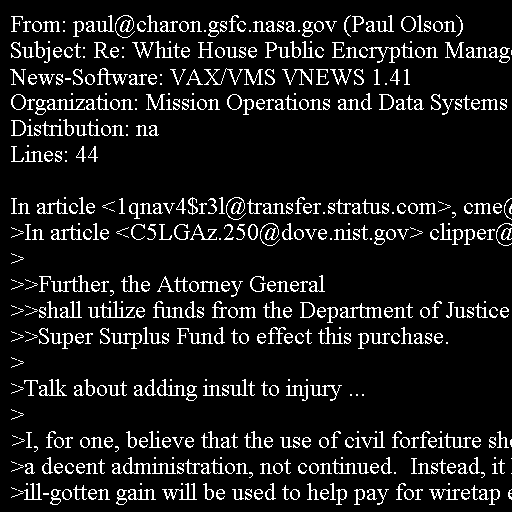 From: paul@charon.gsfc.nasa.gov (Paul Olson)
Subject: Re: White House Public Encryption
News-Software: VAX/VMS VNEWS 1.41
Organization: Mission Operations and Data Systems
Distribution: na
Lines: 44

In article <1qnav4$r3l@transfer.stratus.com>, cme@
>In article <C5LGAz.250@dove.nist.gov> clipper@
>
>>Further, the Attorney General
>>shall utilize funds from the Department of Justice
>>Super Surplus Fund to effect this purchase.
>
>Talk about adding insult to injury ...
>
>I, for one, believe that the use of civil forfeiture
>a decent administration, not continued.  Instead, it
>ill-gotten gain will be used to help pay for wiretap